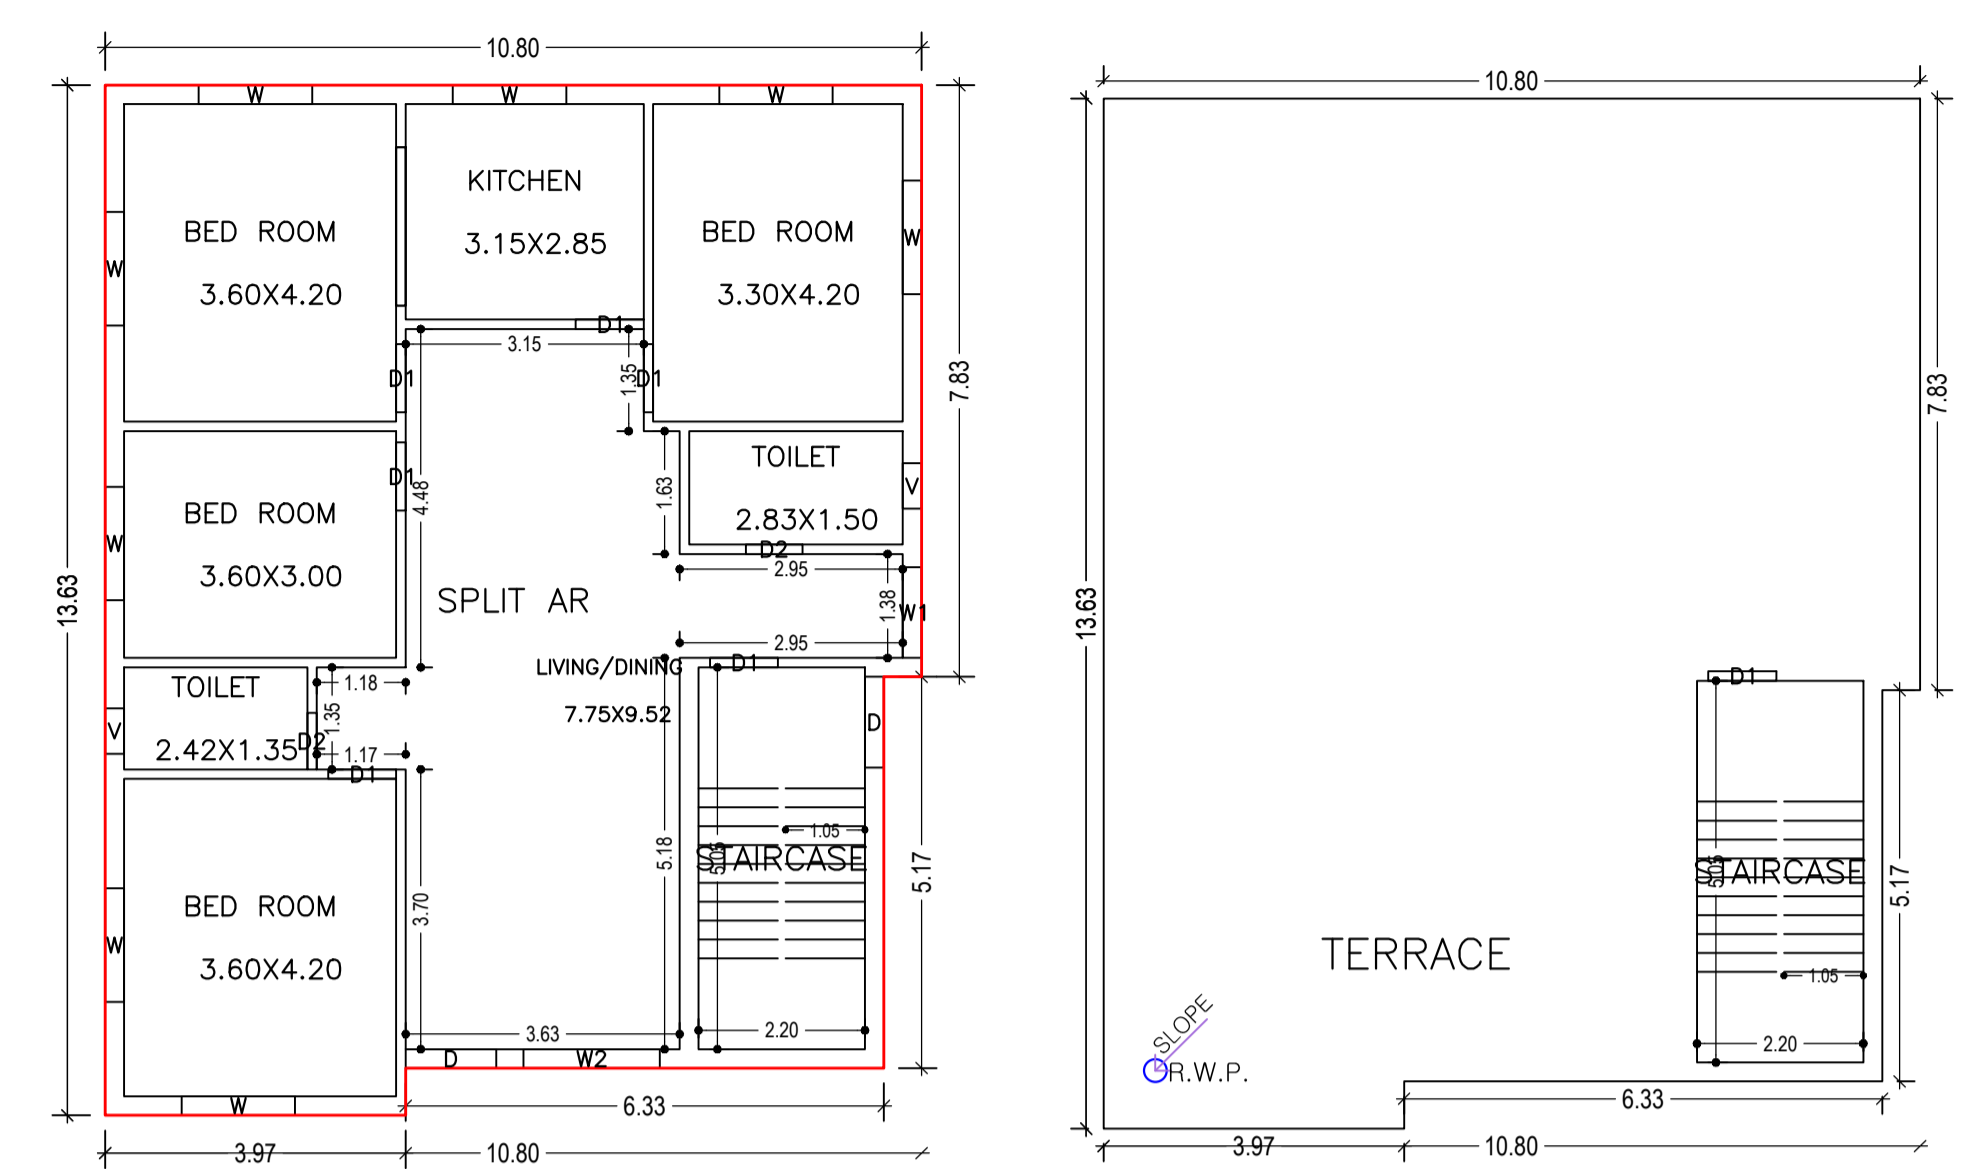 10.80
W W W
BED ROOM
3.60X4.20
KITCHEN
3.15X2.85
BED ROOM
3.30X4.20
W
W
7.83
13.63
D1
3.15
D1
1.35
D1
D1
4.48
BED ROOM
3.60X3.00
W
1.63
TOILET
2.83X1.50
V
D2
2.95
1.38
W1
2.95
SPLIT AR
LIVING/DINING
7.75X9.52
D1
TOILET
2.42X1.35
V
D2
1.18
1.35
1.17
D1
D
1.05
STAIRCASE
5.05
5.18
5.17
3.70
BED ROOM
3.60X4.20
W
W
3.63
2.20
D
W2
6.33
3.97
10.80
10.80
7.83
13.63
D1
STAIRCASE
5.05
5.17
1.05
2.20
TERRACE
SLOPE
R.W.P.
6.33
3.97
10.80